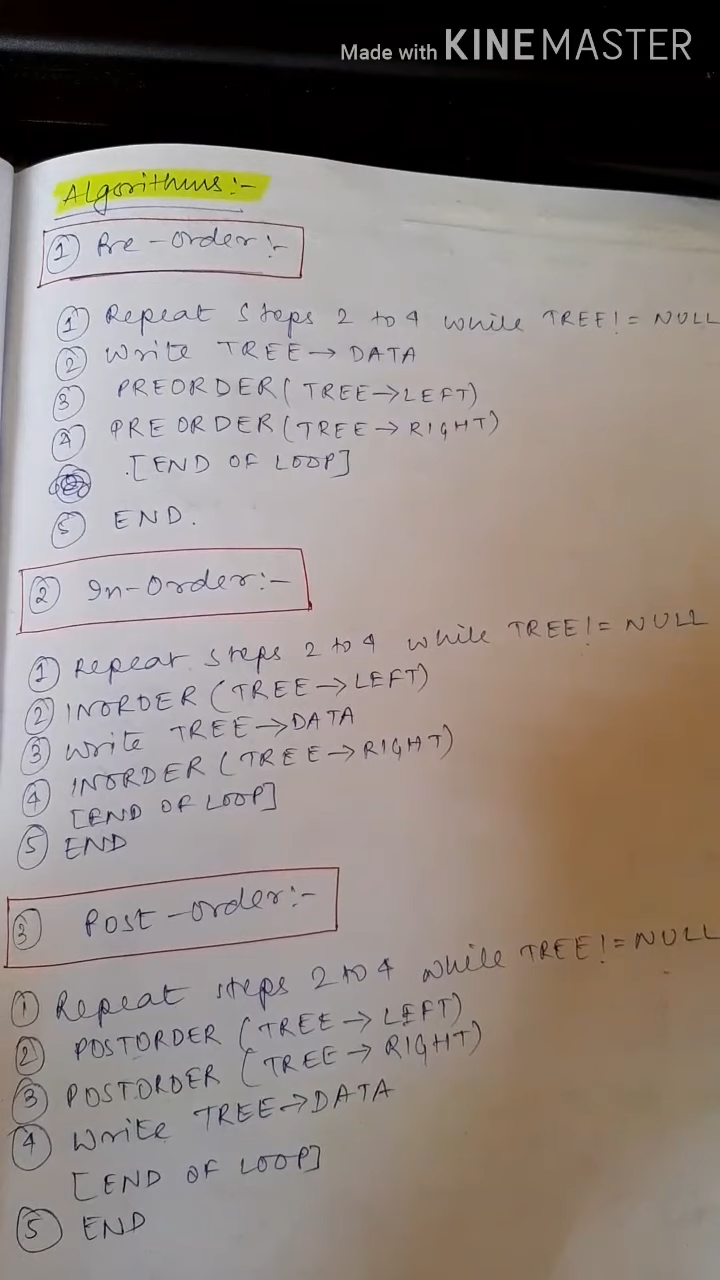 Made with KINEMASTER
Algorithms:-
① Pre-order:-
① Repeat Steps 2 to 4 while TREE != NULL
② Write TREE→DATA
③ PREORDER(TREE→LEFT)
④ PREORDER(TREE→RIGHT)
.[END OF LOOP]
⑤ END.
② In-Order:-
① Repeat steps 2 to 4 while TREE != NULL
② INORDER (TREE→LEFT)
③ Write TREE→DATA
④ INORDER (TREE→RIGHT)
[END OF LOOP]
⑤ END
③ Post-order:-
① Repeat steps 2 to 4 while TREE != NULL
② POSTORDER (TREE→LEFT)
③ POSTORDER (TREE→RIGHT)
④ Write TREE→DATA
[END OF LOOP]
⑤ END